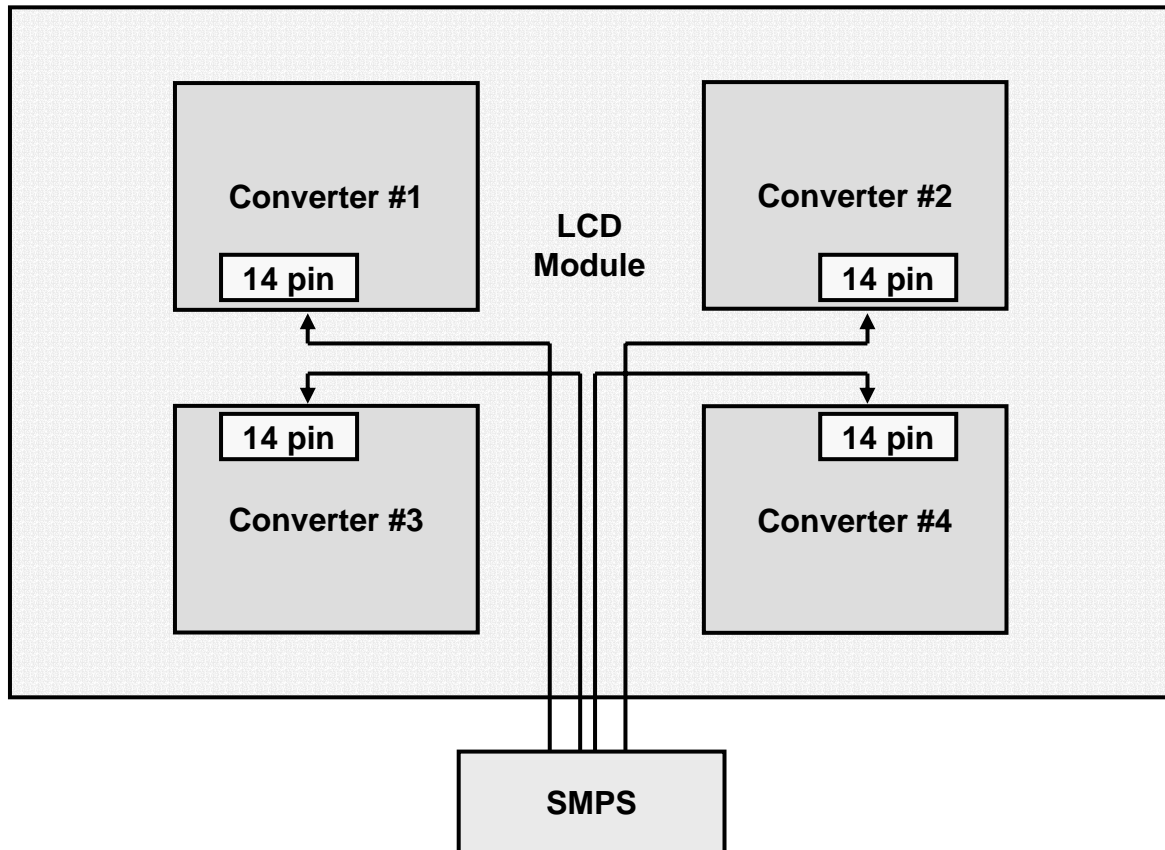 Converter #1
14 pin
LCD
Module
Converter #2
14 pin
14 pin
Converter #3
14 pin
Converter #4
SMPS